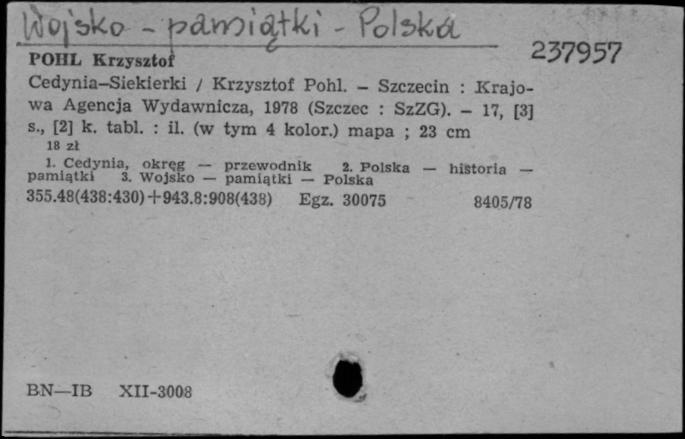 Wojsko - pamiątki - Polska
237957
POHL Krzysztof
Cedynia—Siekierki / Krzysztof Pohl. — Szczecin : Krajo-
wa Agencja Wydawnicza, 1978 (Szczec : SzZG). — 17, [3]
s., [2] k. tabl. : il. (w tym 4 kolor.) mapa ; 23 cm
18 zł
1. Cedynia, okręg — przewodnik 2. Polska — historia —
pamiątki 3. Wojsko — pamiątki — Polska
355.48(438:430)+943.8:908(438) Egz. 30075 8405/78
BN—IB XII-3008